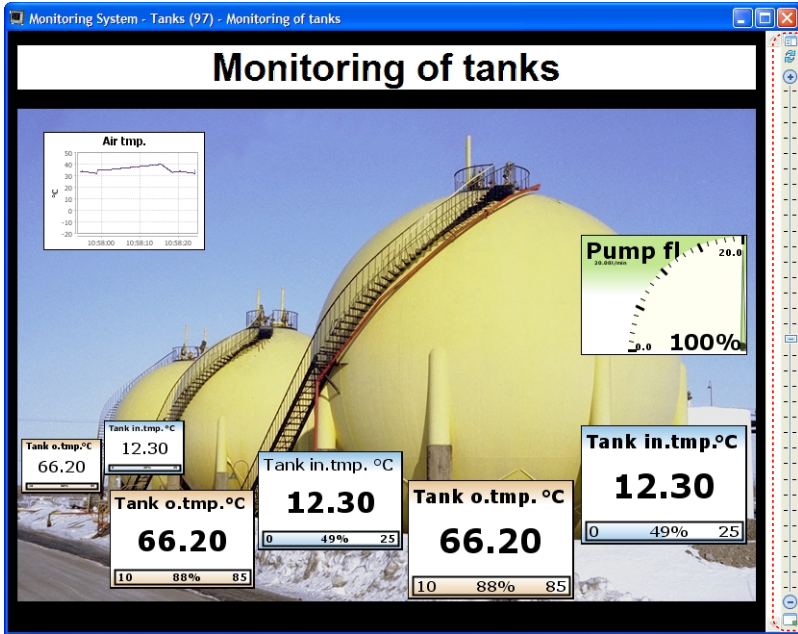 Monitoring System - Tanks (97) - Monitoring of tanks
Monitoring of tanks
Air tmp.
50
40
30
20
10
0
-10
-20
°C
10:58:00 10:58:10 10:58:20
Pump fl
20.00l/min
20.0
0.0
100%
Tank in.tmp.°C
12.30
Tank o.tmp.°C
66.20
Tank in.tmp.°C
12.30
0 49% 25
Tank in.tmp. °C
12.30
0 49% 25
Tank o.tmp.°C
66.20
10 88% 85
Tank o.tmp. °C
66.20
10 88% 85